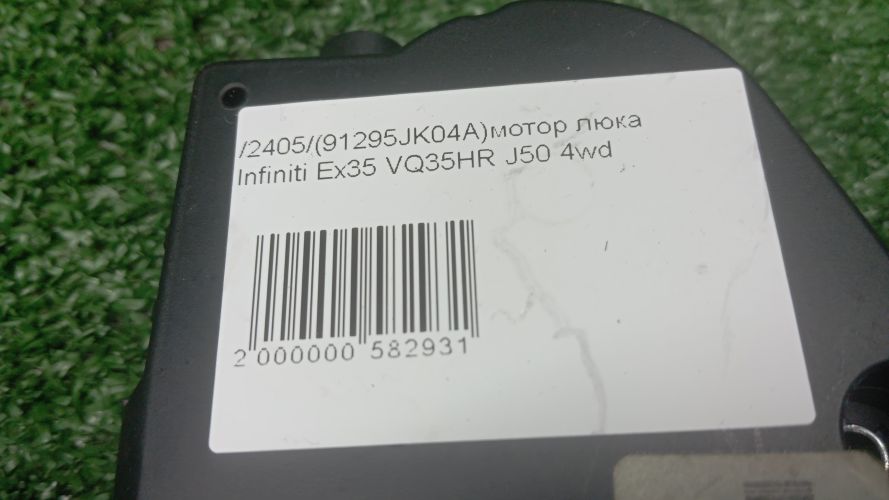 /2405/(91295JK04A)мотор люка
Infiniti Ex35 VQ35HR J50 4wd
2 000000 582931